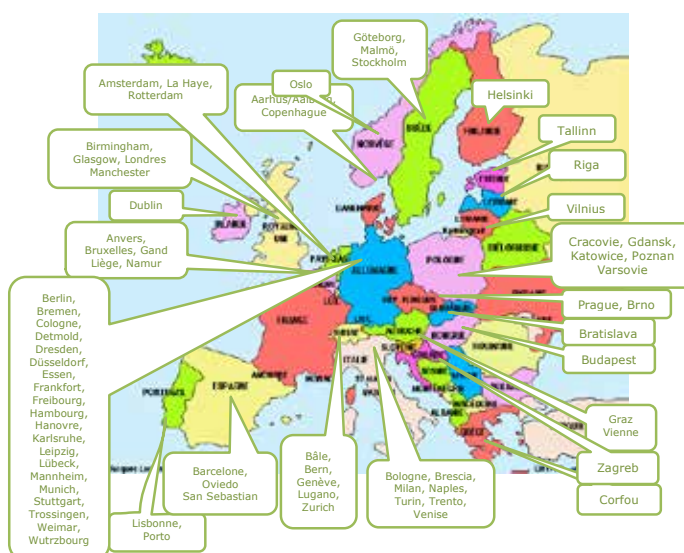 Göteborg,
Malmö,
Stockholm
Amsterdam, La Haye,
Rotterdam
Oslo
Copenhague
Helsinki
Birmingham,
Glasgow, Londres
Manchester
Tallinn
Riga
Dublin
Vilnius
Anvers,
Bruxelles, Gand
Liège, Namur
Cracovie, Gdansk,
Katowice, Poznan
Varsovie
Berlin,
Bremen,
Cologne,
Detmold,
Dresden,
Düsseldorf,
Essen,
Frankfort,
Freibourg,
Hambourg,
Hanovre,
Karlsruhe,
Leipzig,
Lübeck,
Mannheim,
Munich,
Stuttgart,
Trossingen,
Weimar,
Wutrzbourg
Prague, Brno
Bratislava
Budapest
Graz
Vienne
Zagreb
Corfou
Barcelone,
Oviedo
San Sebastian
Bâle,
Bern,
Genève,
Lugano,
Zurich
Bologne, Brescia,
Milan, Naples,
Turin, Trento,
Venise
Lisbonne,
Porto
NORVÈGE
IRLANDE
ALLEMAGNE
POLOGNE
FRANCE
ESPAGNE
PORTUGAL
ITALIE